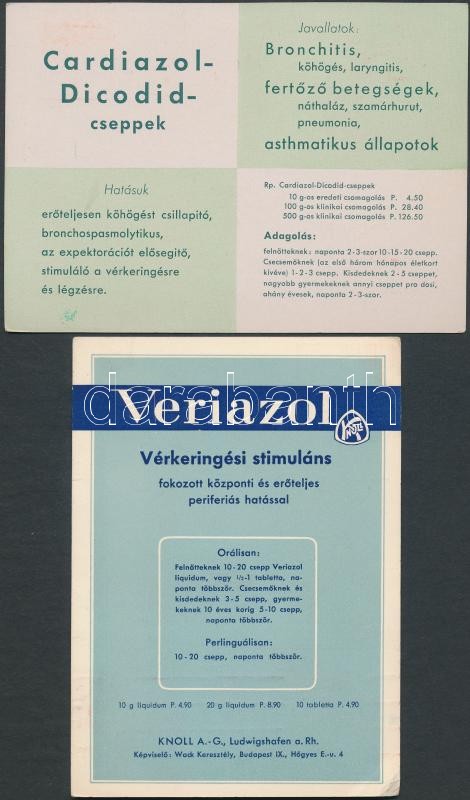 Cardiazol-
Dicodid-
cseppek
Javallatok:
Bronchitis,
köhögés, laryngitis,
fertőző betegségek,
náthaláz, szamárhurut,
pneumonia,
asthmatikus állapotok
Hatásuk
erőteljesen köhögést csillapitó,
bronchospasmolytikus,
az expektorációt elősegitő,
stimuláló a vérkeringésre
és légzésre.
Rp. Cardiazol-Dicodid-cseppek
10 g-os eredeti csomagolás P. 4.50
100 g-os klinikai csomagolás P. 28.40
500 g-os klinikai csomagolás P. 126.50
Adagolás:
felnőtteknek: naponta 2-3-szor 10-15-20 csepp.
Csecsemőknek (az első három hónapos életkort
kivéve) 1-2-3 csepp. Kisdedeknek 2-5 cseppet,
nagyobb gyermekeknek annyi cseppet pro dosi,
ahány évesek, naponta 2-3-szor.
darabanth
Veriazol
KNOLL
Vérkeringési stimuláns
fokozott központi és erőteljes
periferiás hatással
Orálisan:
Felnőtteknek 10-20 csepp Veriazol
liquidum, vagy 1/2-1 tabletta, na-
ponta többször. Csecsemőknek és
kisdedeknek 3-5 csepp, gyerme-
keknek 10 éves korig 5-10 csepp,
naponta többször.
Perlinguálisan:
10-20 csepp, naponta többször.
10 g liquidum P. 4.90 20 g liquidum P. 8.90 10 tabletta P. 4.90
KNOLL A.-G., Ludwigshafen a. Rh.
Képviselő: Wack Keresztély, Budapest IX., Hőgyes E.-u. 4